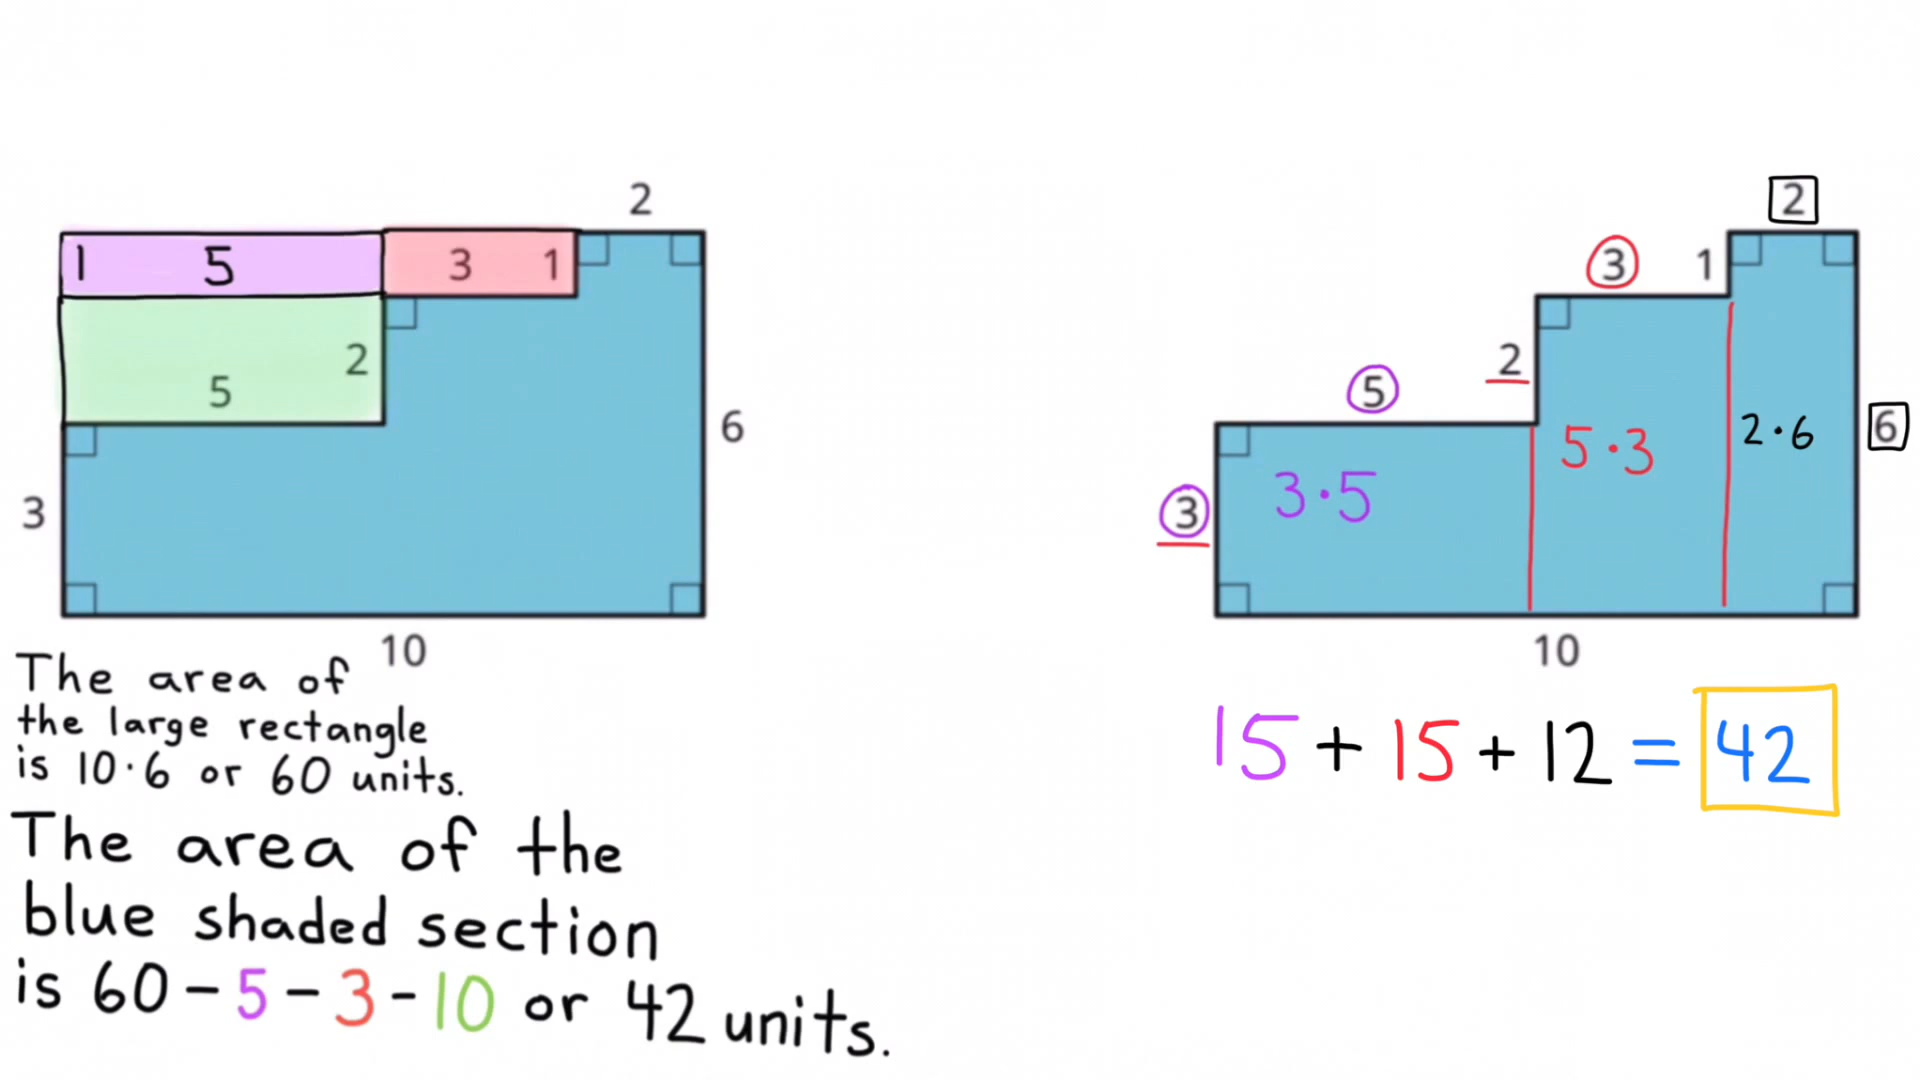 2
1 5 3 1
2
5
6
3
10
The area of
the large rectangle
is 10·6 or 60 units.
The area of the
blue shaded section
is 60-5-3-10 or 42 units.
2
3 1
2
5
5·3 2·6 6
3·5
3
10
15 + 15 + 12 = 42